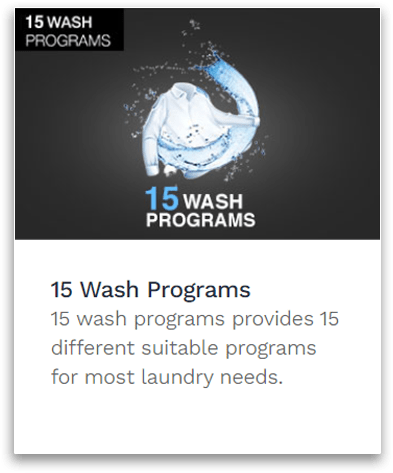 15 WASH
PROGRAMS
15 WASH
PROGRAMS
15 Wash Programs
15 wash programs provides 15
different suitable programs
for most laundry needs.